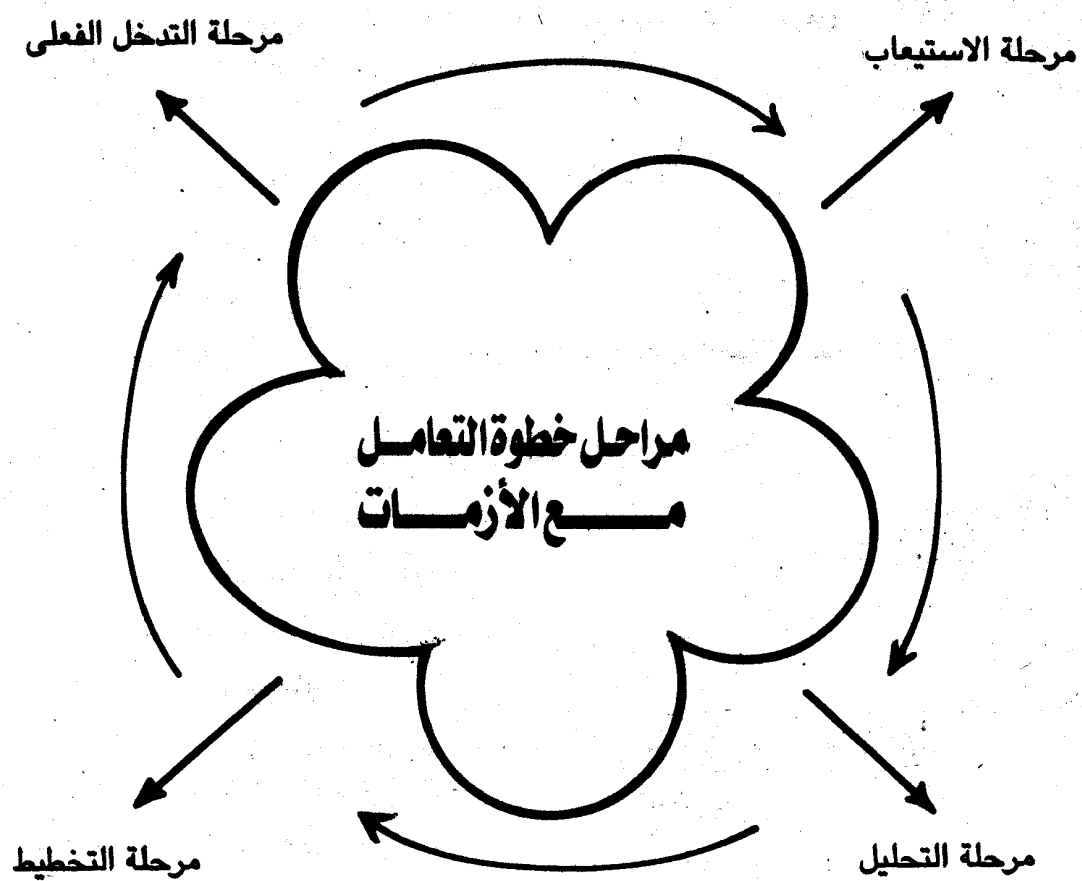 مرحلة الاستيعاب
مرحلة التدخل الفعلى
مراحل خطوة التعامل
مع الأزمات
مرحلة التحليل
مرحلة التخطيط